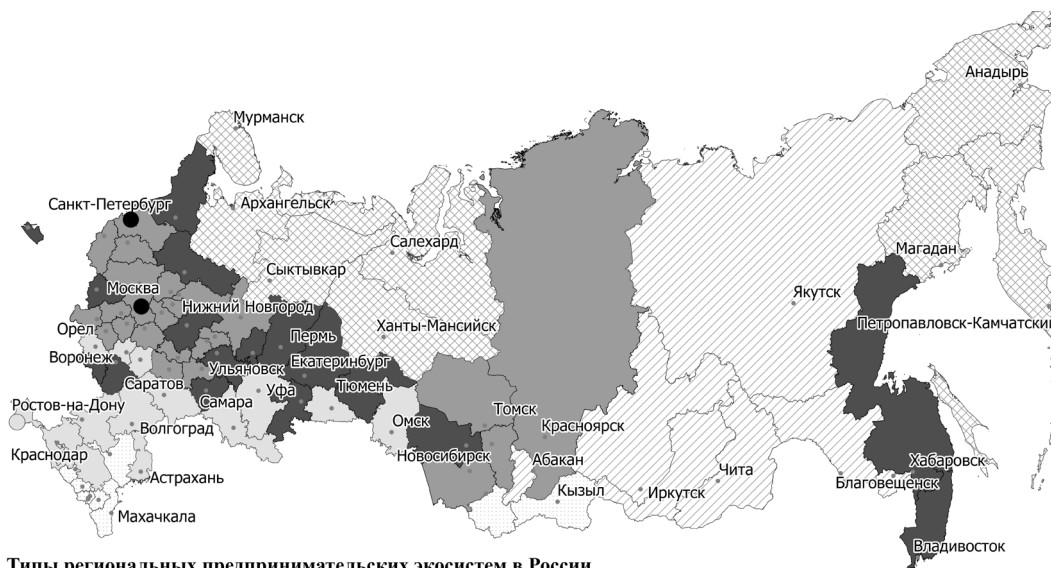 Анадырь
Мурманск
Санкт-Петербург
Архангельск
Салехард
Магадан
Сыктывкар
Москва
Якутск
Нижний Новгород
Ханты-Мансийск
Петропавловск-Камчатский
Орел
Пермь
Воронеж
Екатеринбург
Ульяновск
Саратов
Уфа
Тюмень
Самара
Ростов-на-Дону
Омск
Томск
Волгоград
Красноярск
Краснодар
Новосибирск
Абакан
Хабаровск
Чита
Астрахань
Благовещенск
Кызыл
Иркутск
Махачкала
Владивосток
Типы региональных предпринимательских экосистем в России